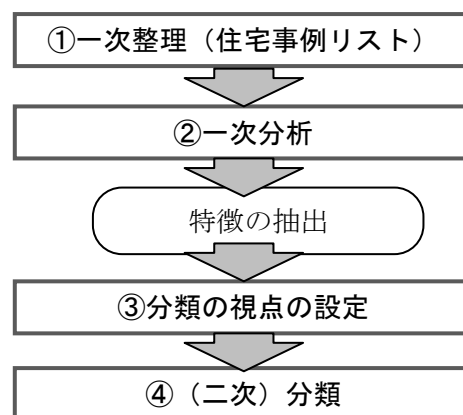 ①一次整理（住宅事例リスト）
②一次分析
特徴の抽出
③分類の視点の設定
④（二次）分類